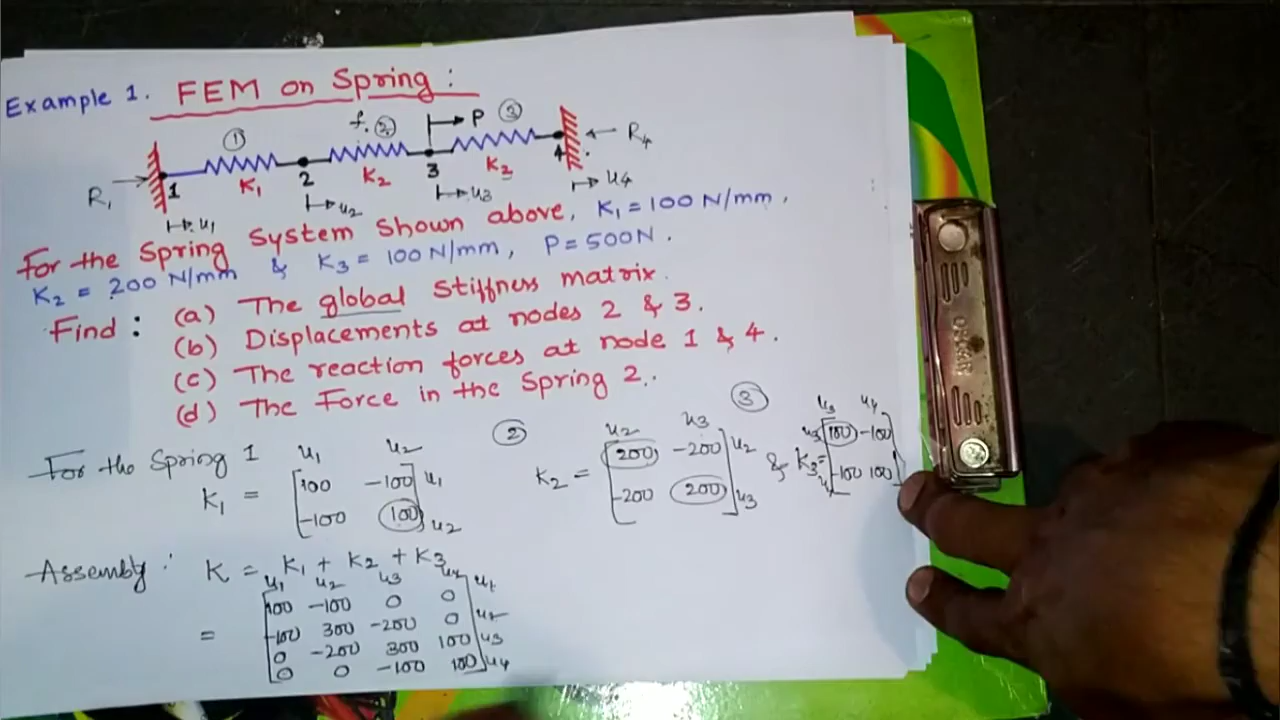 Example 1. FEM on Spring :
① f. ② P ③
R₁ 1 K₁ 2 K₂ 3 K₃ 4 R₄
u₁ u₂ u₃ u₄
For the Spring System Shown above, K₁ = 100 N/mm,
K₂ = 200 N/mm & K₃ = 100 N/mm, P = 500N.
Find : (a) The global Stiffness matrix.
(b) Displacements at nodes 2 & 3.
(c) The reaction forces at node 1 & 4.
(d) The Force in the Spring 2.
For the Spring 1 u₁ u₂ ② u₂ u₃ ③ u₃ u₄
K₁ = [100 -100] u₁ K₂ = [200 -200] u₂ & K₃ = u₃ [100 -100]
[-100 100] u₂ [-200 200] u₃ u₄ [-100 100]
Assembly : K = K₁ + K₂ + K₃
u₁ u₂ u₃ u₄
= [100 -100 0 0] u₁
[-100 300 -200 0] u₂
[0 -200 300 100] u₃
[0 0 -100 100] u₄
OSCAR